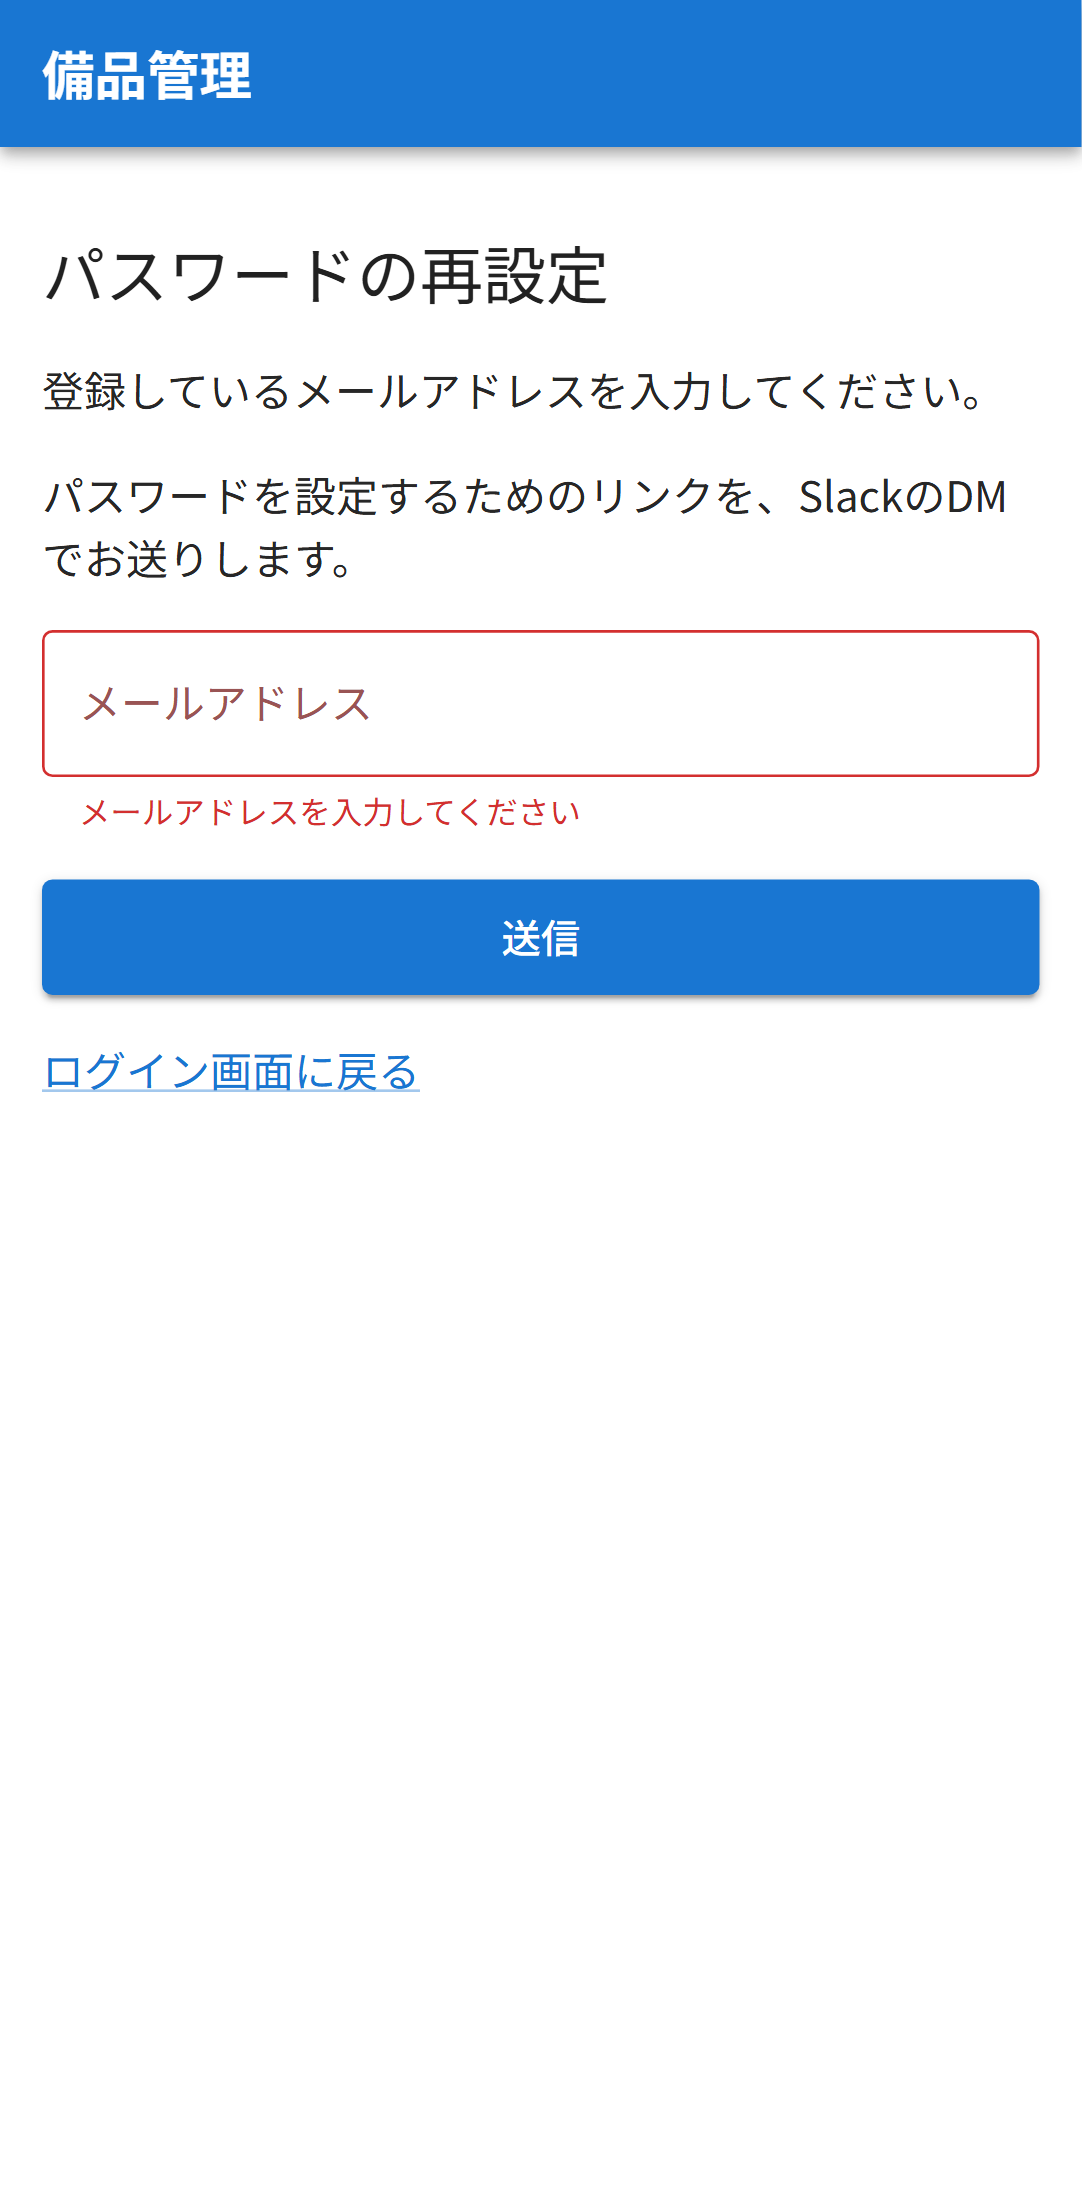 備品管理
パスワードの再設定
登録しているメールアドレスを入力してください。
パスワードを設定するためのリンクを、SlackのDM
でお送りします。
メールアドレス
メールアドレスを入力してください
送信
ログイン画面に戻る